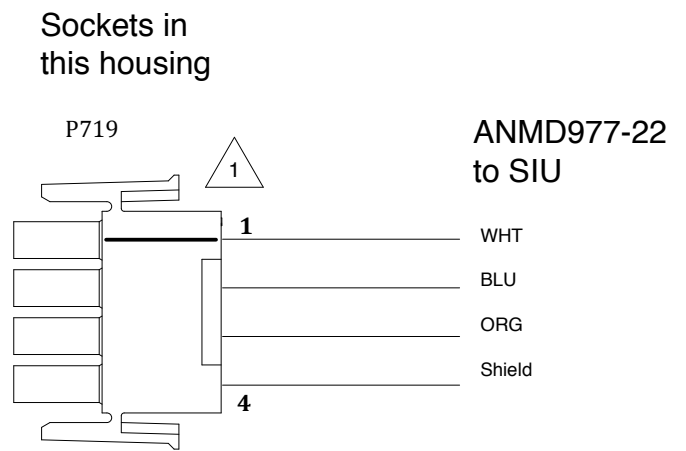 Sockets in
this housing
P719
ANMD977-22
to SIU
1
1
WHT
BLU
ORG
Shield
4